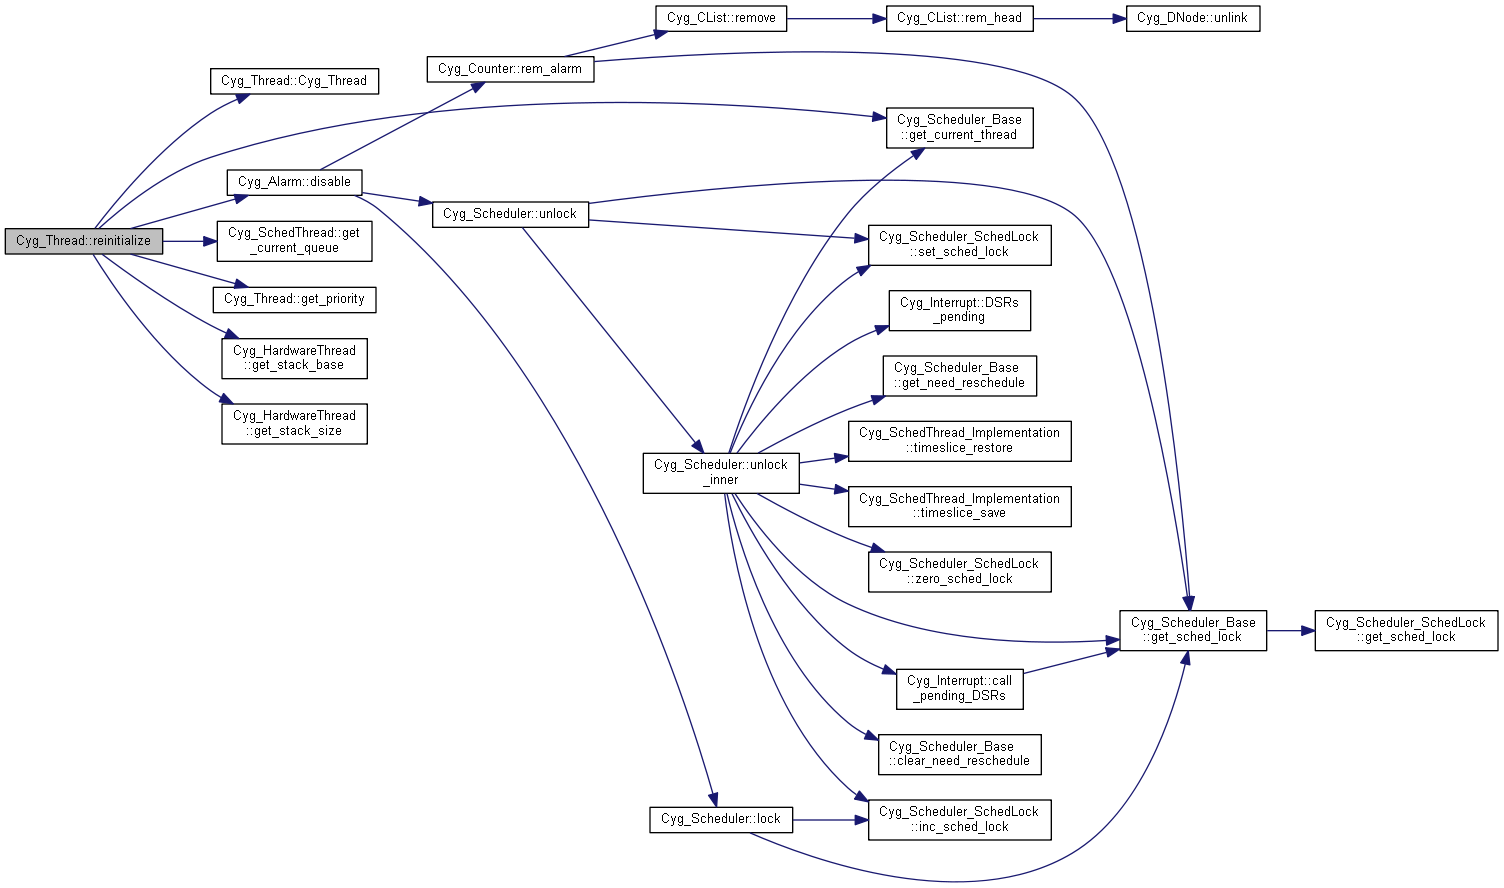 Cyg_CList::remove
Cyg_CList::rem_head
Cyg_DNode::unlink
Cyg_Counter::rem_alarm
Cyg_Thread::Cyg_Thread
Cyg_Scheduler_Base
::get_current_thread
Cyg_Alarm::disable
Cyg_Scheduler::unlock
Cyg_Thread::reinitialize
Cyg_SchedThread::get
_current_queue
Cyg_Scheduler_SchedLock
::set_sched_lock
Cyg_Thread::get_priority
Cyg_Interrupt::DSRs
_pending
Cyg_HardwareThread
::get_stack_base
Cyg_Scheduler_Base
::get_need_reschedule
Cyg_HardwareThread
::get_stack_size
Cyg_SchedThread_Implementation
::timeslice_restore
Cyg_Scheduler::unlock
_inner
Cyg_SchedThread_Implementation
::timeslice_save
Cyg_Scheduler_SchedLock
::zero_sched_lock
Cyg_Scheduler_Base
::get_sched_lock
Cyg_Scheduler_SchedLock
::get_sched_lock
Cyg_Interrupt::call
_pending_DSRs
Cyg_Scheduler_Base
::clear_need_reschedule
Cyg_Scheduler::lock
Cyg_Scheduler_SchedLock
::inc_sched_lock